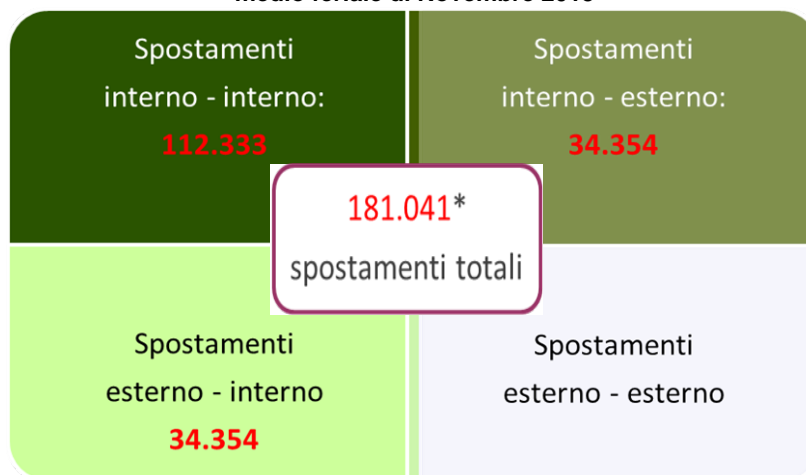 Spostamenti
interno - interno:
112.333
Spostamenti
interno - esterno:
34.354
181.041*
spostamenti totali
Spostamenti
esterno - interno
34.354
Spostamenti
esterno - esterno